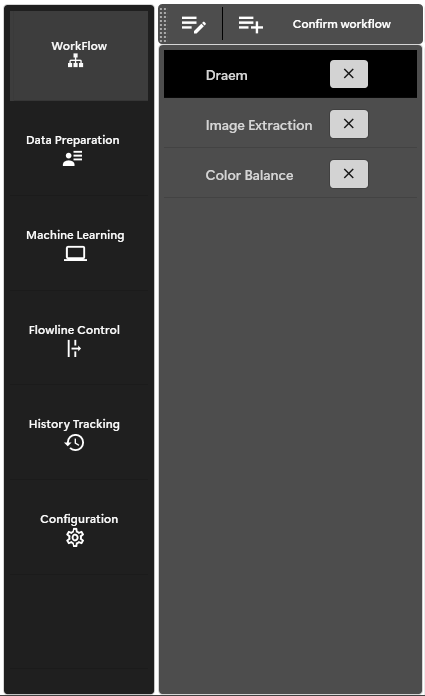 WorkFlow
Data Preparation
Machine Learning
Flowline Control
History Tracking
Configuration
Confirm workflow
Draem
Image Extraction
Color Balance